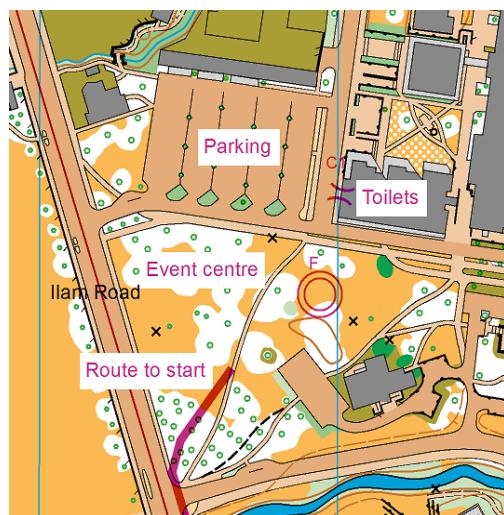 Parking
C
Toilets
Event centre
F
Ilam Road
Route to start